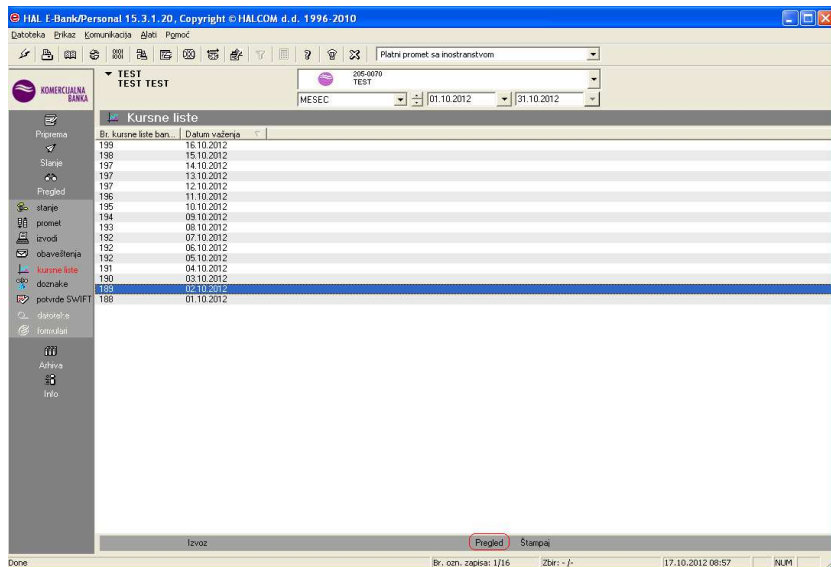 HAL E-Bank/Personal 15.3.1.20, Copyright © HALCOM d.d. 1996-2010
Datoteka Prikaz Komunikacija Alati Pomoć
Platni promet sa inostranstvom
KOMERCIJALNA BANKA
TEST
TEST TEST
205-0070
TEST
MESEC 01.10.2012 31.10.2012
Kursne liste
Br. kursne liste ban... Datum važenja
199 16.10.2012
198 15.10.2012
197 14.10.2012
197 13.10.2012
197 12.10.2012
196 11.10.2012
195 10.10.2012
194 09.10.2012
193 08.10.2012
192 07.10.2012
192 06.10.2012
192 05.10.2012
191 04.10.2012
190 03.10.2012
189 02.10.2012
188 01.10.2012
Priprema
Slanje
Pregled
stanje
promet
izvodi
obaveštenja
kursne liste
doznake
potvrde SWIFT
datoteke
formulari
Arhiva
Info
Izvoz Pregled Štampaj
Done Br. ozn. zapisa: 1/16 Zbir: - /- 17.10.2012 08:57 NUM